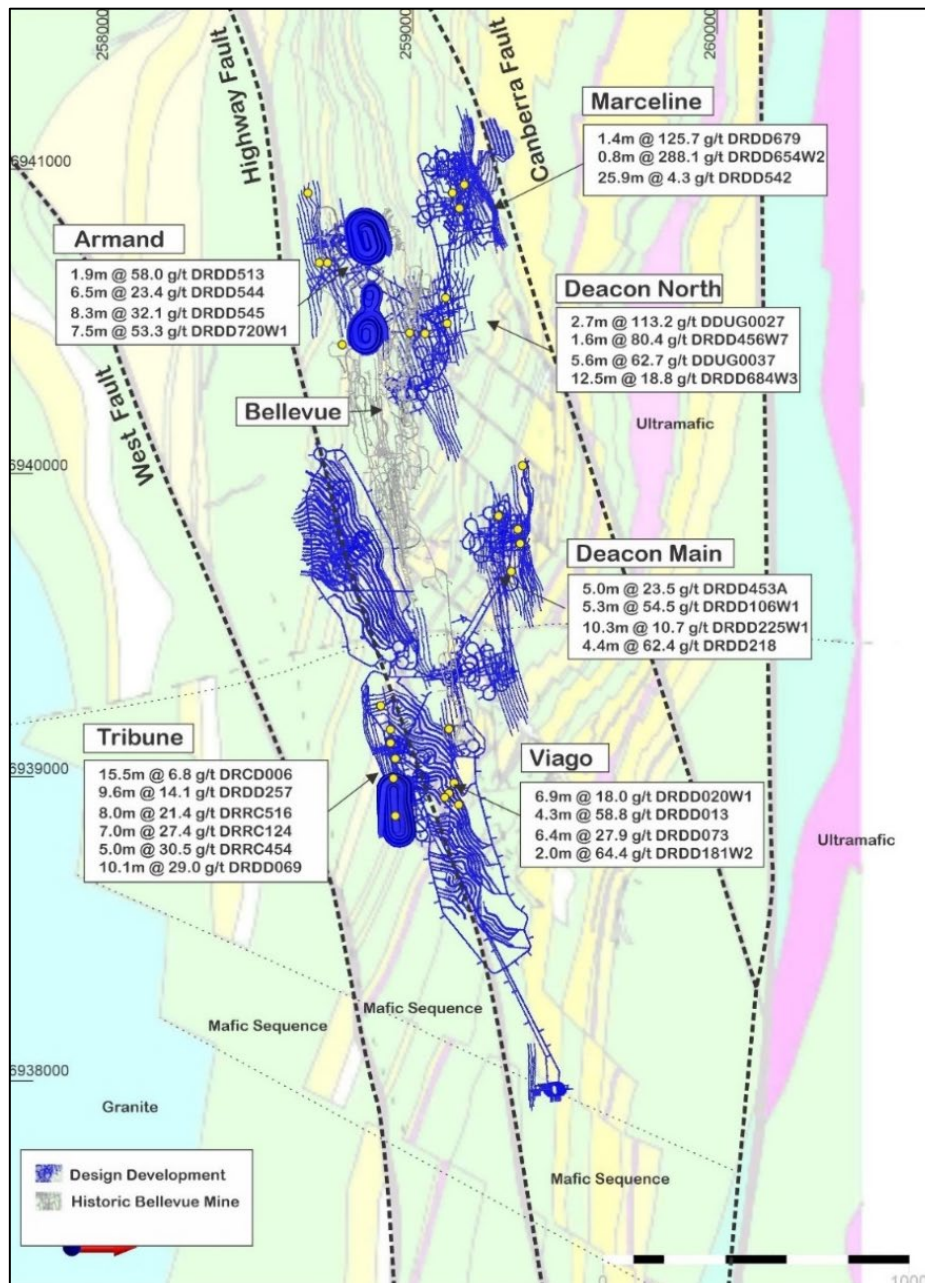 258000
259000
260000
Highway Fault
Canberra Fault
Marceline
1.4m @ 125.7 g/t DRDD679
0.8m @ 288.1 g/t DRDD654W2
25.9m @ 4.3 g/t DRDD542
6941000
Armand
1.9m @ 58.0 g/t DRDD513
6.5m @ 23.4 g/t DRDD544
8.3m @ 32.1 g/t DRDD545
7.5m @ 53.3 g/t DRDD720W1
Deacon North
2.7m @ 113.2 g/t DDUG0027
1.6m @ 80.4 g/t DRDD456W7
5.6m @ 62.7 g/t DDUG0037
12.5m @ 18.8 g/t DRDD684W3
Bellevue
West Fault
Ultramafic
6940000
Deacon Main
5.0m @ 23.5 g/t DRDD453A
5.3m @ 54.5 g/t DRDD106W1
10.3m @ 10.7 g/t DRDD225W1
4.4m @ 62.4 g/t DRDD218
Tribune
15.5m @ 6.8 g/t DRCD006
9.6m @ 14.1 g/t DRDD257
8.0m @ 21.4 g/t DRRC516
7.0m @ 27.4 g/t DRRC124
5.0m @ 30.5 g/t DRRC454
10.1m @ 29.0 g/t DRDD069
6939000
Viago
6.9m @ 18.0 g/t DRDD020W1
4.3m @ 58.8 g/t DRDD013
6.4m @ 27.9 g/t DRDD073
2.0m @ 64.4 g/t DRDD181W2
Ultramafic
Mafic Sequence
Mafic Sequence
6938000
Granite
Mafic Sequence
Design Development
Historic Bellevue Mine
0
1000